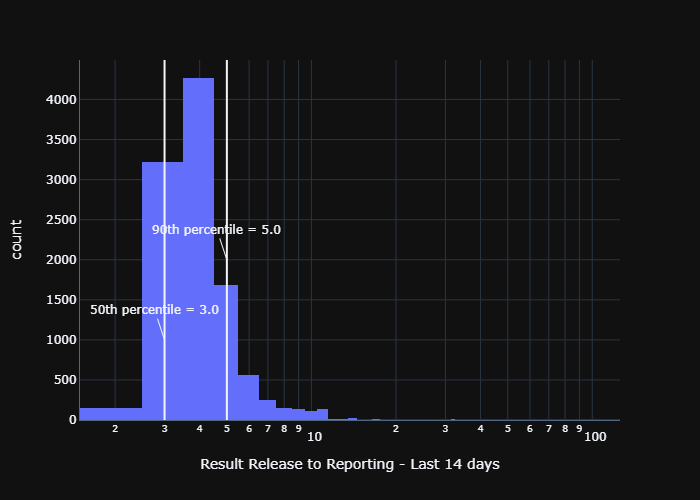 4000
3500
3000
2500
2000
1500
1000
500
0
count
90th percentile = 5.0
50th percentile = 3.0
2 3 4 5 6 7 8 9 10 2 3 4 5 6 7 8 9 100
Result Release to Reporting - Last 14 days